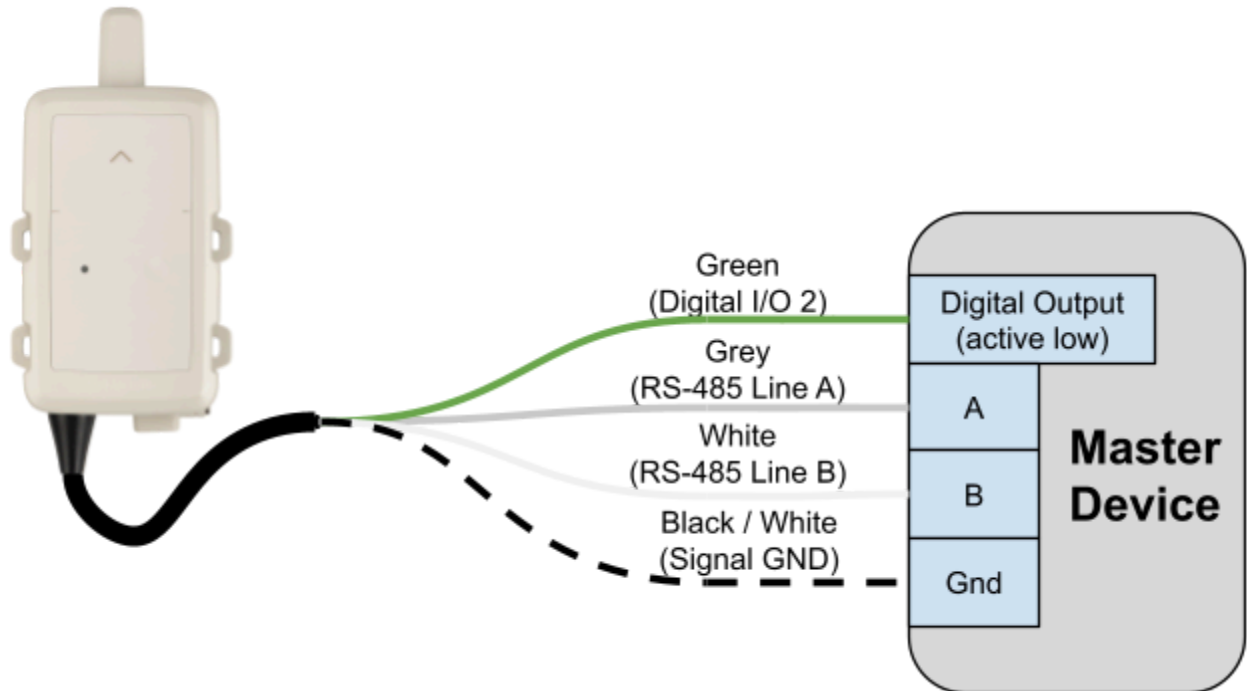 Green
(Digital I/O 2)
Grey
(RS-485 Line A)
White
(RS-485 Line B)
Black / White
(Signal GND)
Digital Output
(active low)
A
B
Gnd
Master
Device